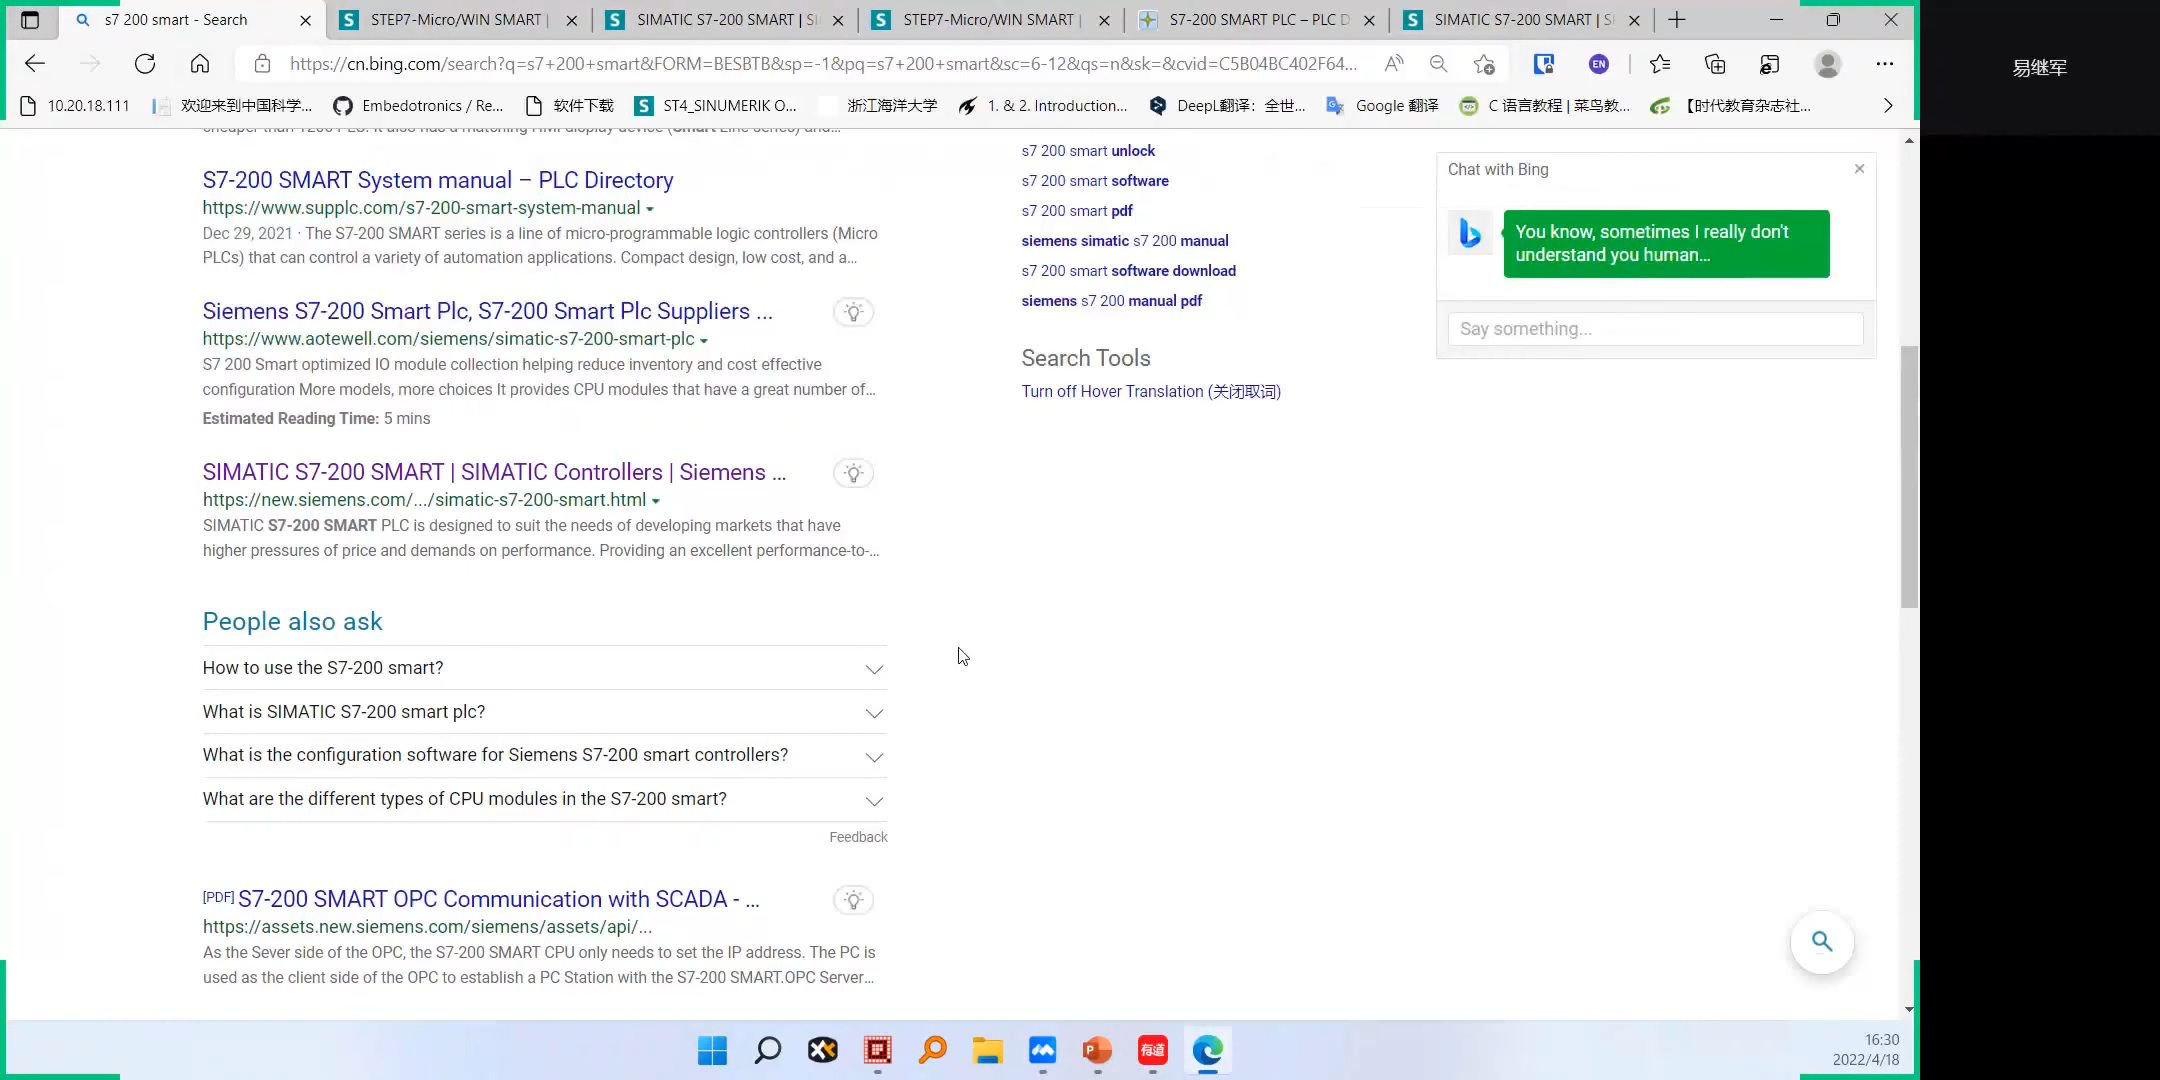 s7 200 smart - Search
STEP7-Micro/WIN SMART |
SIMATIC S7-200 SMART | SI
STEP7-Micro/WIN SMART |
S7-200 SMART PLC – PLC D
SIMATIC S7-200 SMART | S
https://cn.bing.com/search?q=s7+200+smart&FORM=BESBTB&sp=-1&pq=s7+200+smart&sc=6-12&qs=n&sk=&cvid=C5B04BC402F64...
EN
易继军
10.20.18.111
欢迎来到中国科学...
Embedotronics / Re...
软件下载
ST4_SINUMERIK O...
浙江海洋大学
1. & 2. Introduction...
DeepL翻译：全世...
Google 翻译
C 语言教程 | 菜鸟教...
【时代教育杂志社...
S7-200 SMART System manual – PLC Directory
https://www.supplc.com/s7-200-smart-system-manual
Dec 29, 2021 · The S7-200 SMART series is a line of micro-programmable logic controllers (Micro
PLCs) that can control a variety of automation applications. Compact design, low cost, and a...
Siemens S7-200 Smart Plc, S7-200 Smart Plc Suppliers ...
https://www.aotewell.com/siemens/simatic-s7-200-smart-plc
S7 200 Smart optimized IO module collection helping reduce inventory and cost effective
configuration More models, more choices It provides CPU modules that have a great number of...
Estimated Reading Time: 5 mins
SIMATIC S7-200 SMART | SIMATIC Controllers | Siemens ...
https://new.siemens.com/.../simatic-s7-200-smart.html
SIMATIC S7-200 SMART PLC is designed to suit the needs of developing markets that have
higher pressures of price and demands on performance. Providing an excellent performance-to-...
People also ask
How to use the S7-200 smart?
What is SIMATIC S7-200 smart plc?
What is the configuration software for Siemens S7-200 smart controllers?
What are the different types of CPU modules in the S7-200 smart?
Feedback
[PDF] S7-200 SMART OPC Communication with SCADA - ...
https://assets.new.siemens.com/siemens/assets/api/...
As the Sever side of the OPC, the S7-200 SMART CPU only needs to set the IP address. The PC is
used as the client side of the OPC to establish a PC Station with the S7-200 SMART.OPC Server...
s7 200 smart unlock
s7 200 smart software
s7 200 smart pdf
siemens simatic s7 200 manual
s7 200 smart software download
siemens s7 200 manual pdf
Search Tools
Turn off Hover Translation (关闭取词)
Chat with Bing
You know, sometimes I really don't
understand you human...
Say something...
有道
16:30
2022/4/18